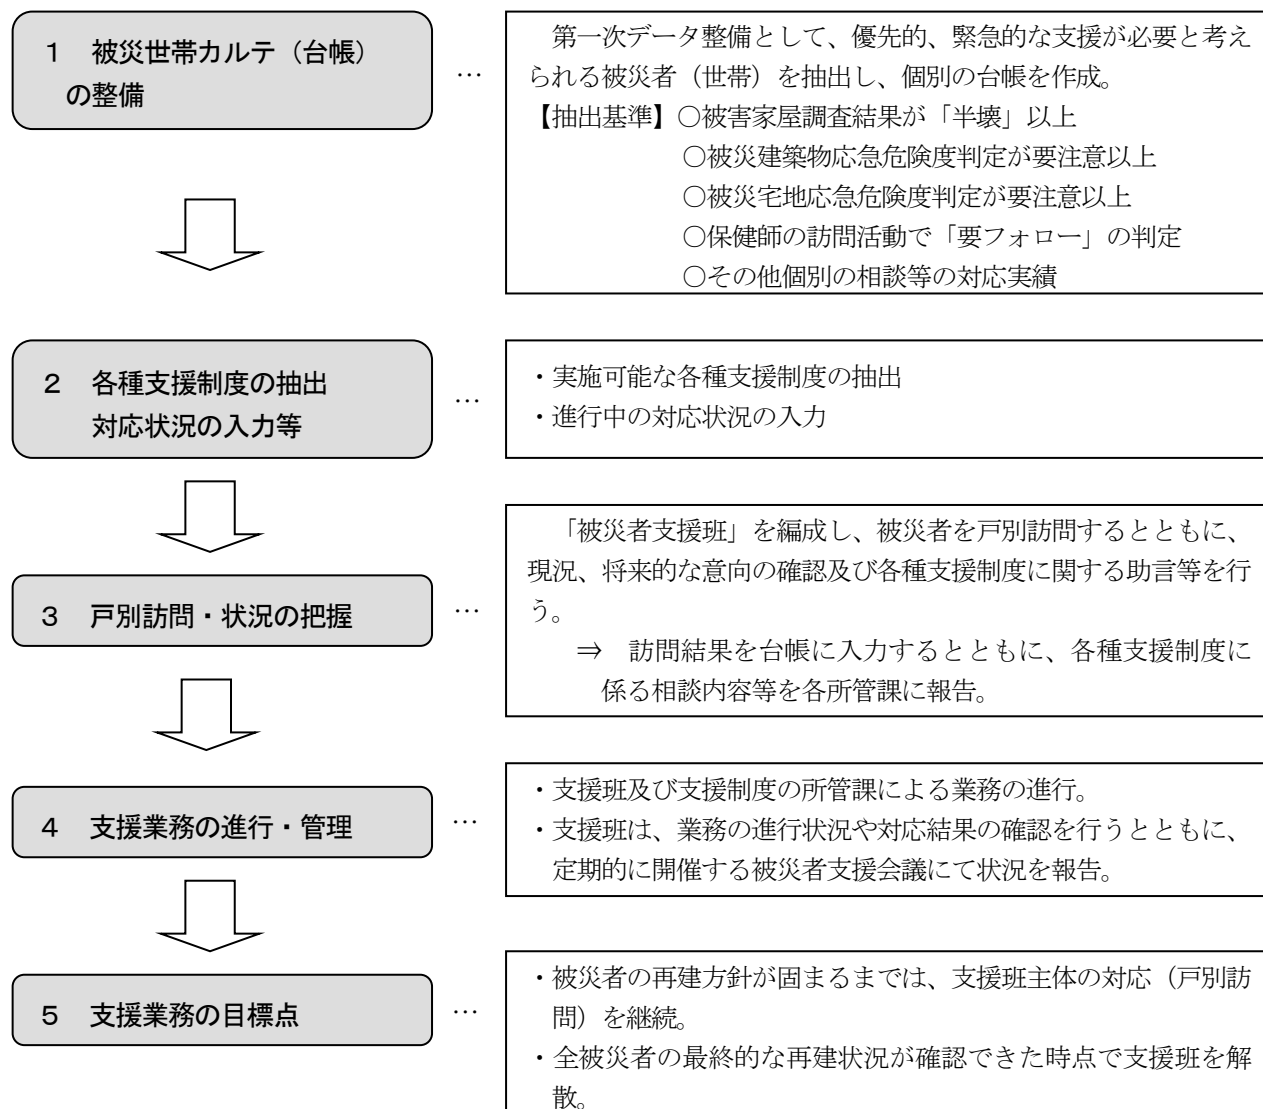 1　被災世帯カルテ（台帳）
の整備
…
第一次データ整備として、優先的、緊急的な支援が必要と考え
られる被災者（世帯）を抽出し、個別の台帳を作成。
【抽出基準】○被害家屋調査結果が「半壊」以上
○被災建築物応急危険度判定が要注意以上
○被災宅地応急危険度判定が要注意以上
○保健師の訪問活動で「要フォロー」の判定
○その他個別の相談等の対応実績
2　各種支援制度の抽出
対応状況の入力等
…
・実施可能な各種支援制度の抽出
・進行中の対応状況の入力
3　戸別訪問・状況の把握
…
「被災者支援班」を編成し、被災者を戸別訪問するとともに、
現況、将来的な意向の確認及び各種支援制度に関する助言等を行
う。
⇒　訪問結果を台帳に入力するとともに、各種支援制度に
係る相談内容等を各所管課に報告。
4　支援業務の進行・管理
…
・支援班及び支援制度の所管課による業務の進行。
・支援班は、業務の進行状況や対応結果の確認を行うとともに、
定期的に開催する被災者支援会議にて状況を報告。
5　支援業務の目標点
…
・被災者の再建方針が固まるまでは、支援班主体の対応（戸別訪
問）を継続。
・全被災者の最終的な再建状況が確認できた時点で支援班を解
散。